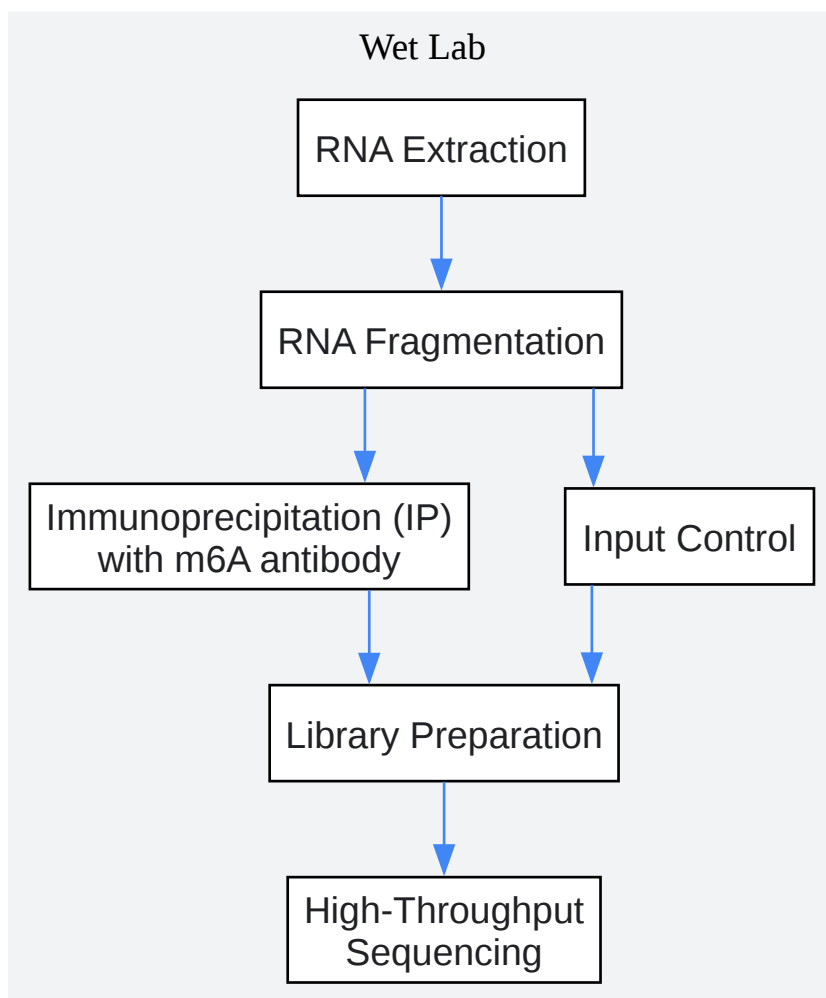 Wet Lab
RNA Extraction
RNA Fragmentation
Immunoprecipitation (IP)
with m6A antibody
Input Control
Library Preparation
High-Throughput
Sequencing